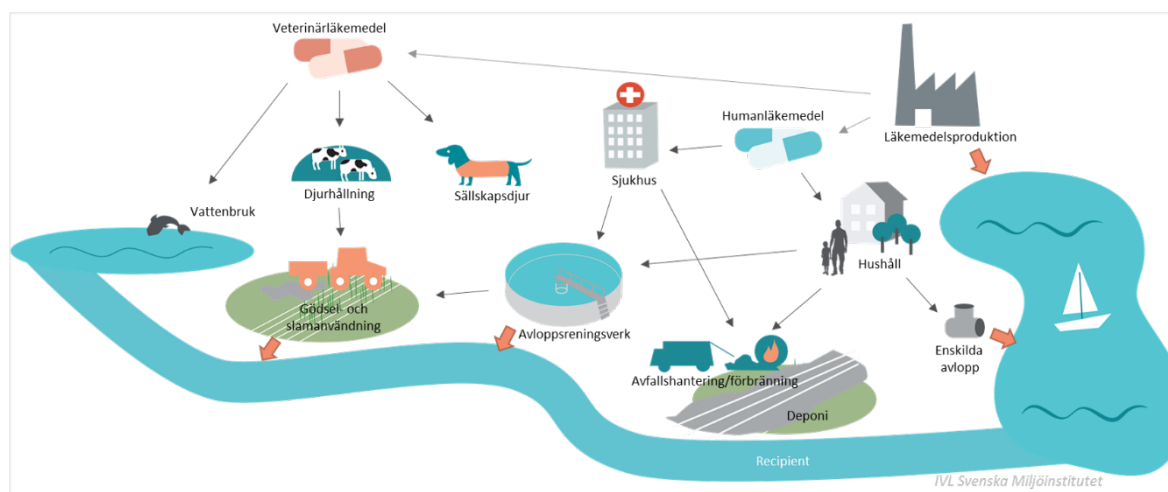 Veterinärläkemedel
Humanläkemedel
Läkemedelsproduktion
Sjukhus
Djurhållning
Sällskapsdjur
Vattenbruk
Hushåll
Gödsel- och
slamanvändning
Avloppsreningsverk
Enskilda
avlopp
Avfallshantering/förbränning
Deponi
Recipient
IVL Svenska Miljöinstitutet